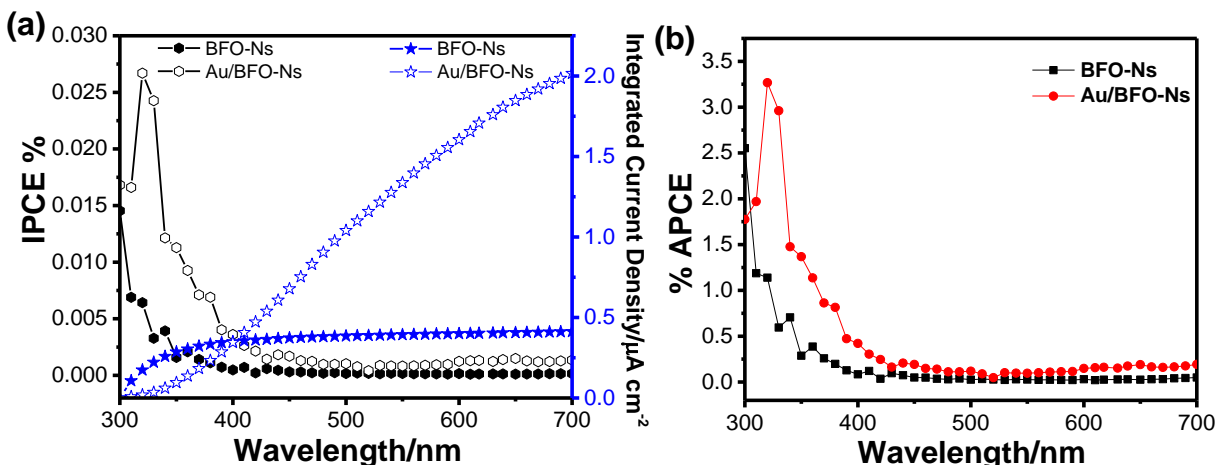 (a)
BFO-Ns
BFO-Ns
Au/BFO-Ns
Au/BFO-Ns
IPCE %
0.030
0.025
0.020
0.015
0.010
0.005
0.000
2.0
1.5
1.0
0.5
0.0
Integrated Current Density/µA cm-2
300
400
500
600
700
Wavelength/nm
(b)
BFO-Ns
Au/BFO-Ns
% APCE
3.5
3.0
2.5
2.0
1.5
1.0
0.5
0.0
300
400
500
600
700
Wavelength/nm